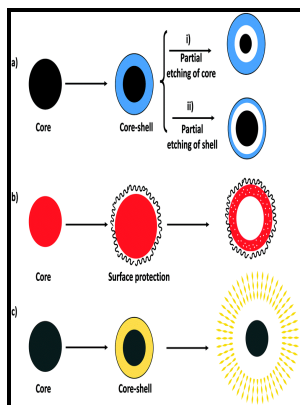 a)
i)
Partial
etching of core
Core
Core-shell
ii)
Partial
etching of shell
b)
Core
Surface protection
c)
Core
Core-shell